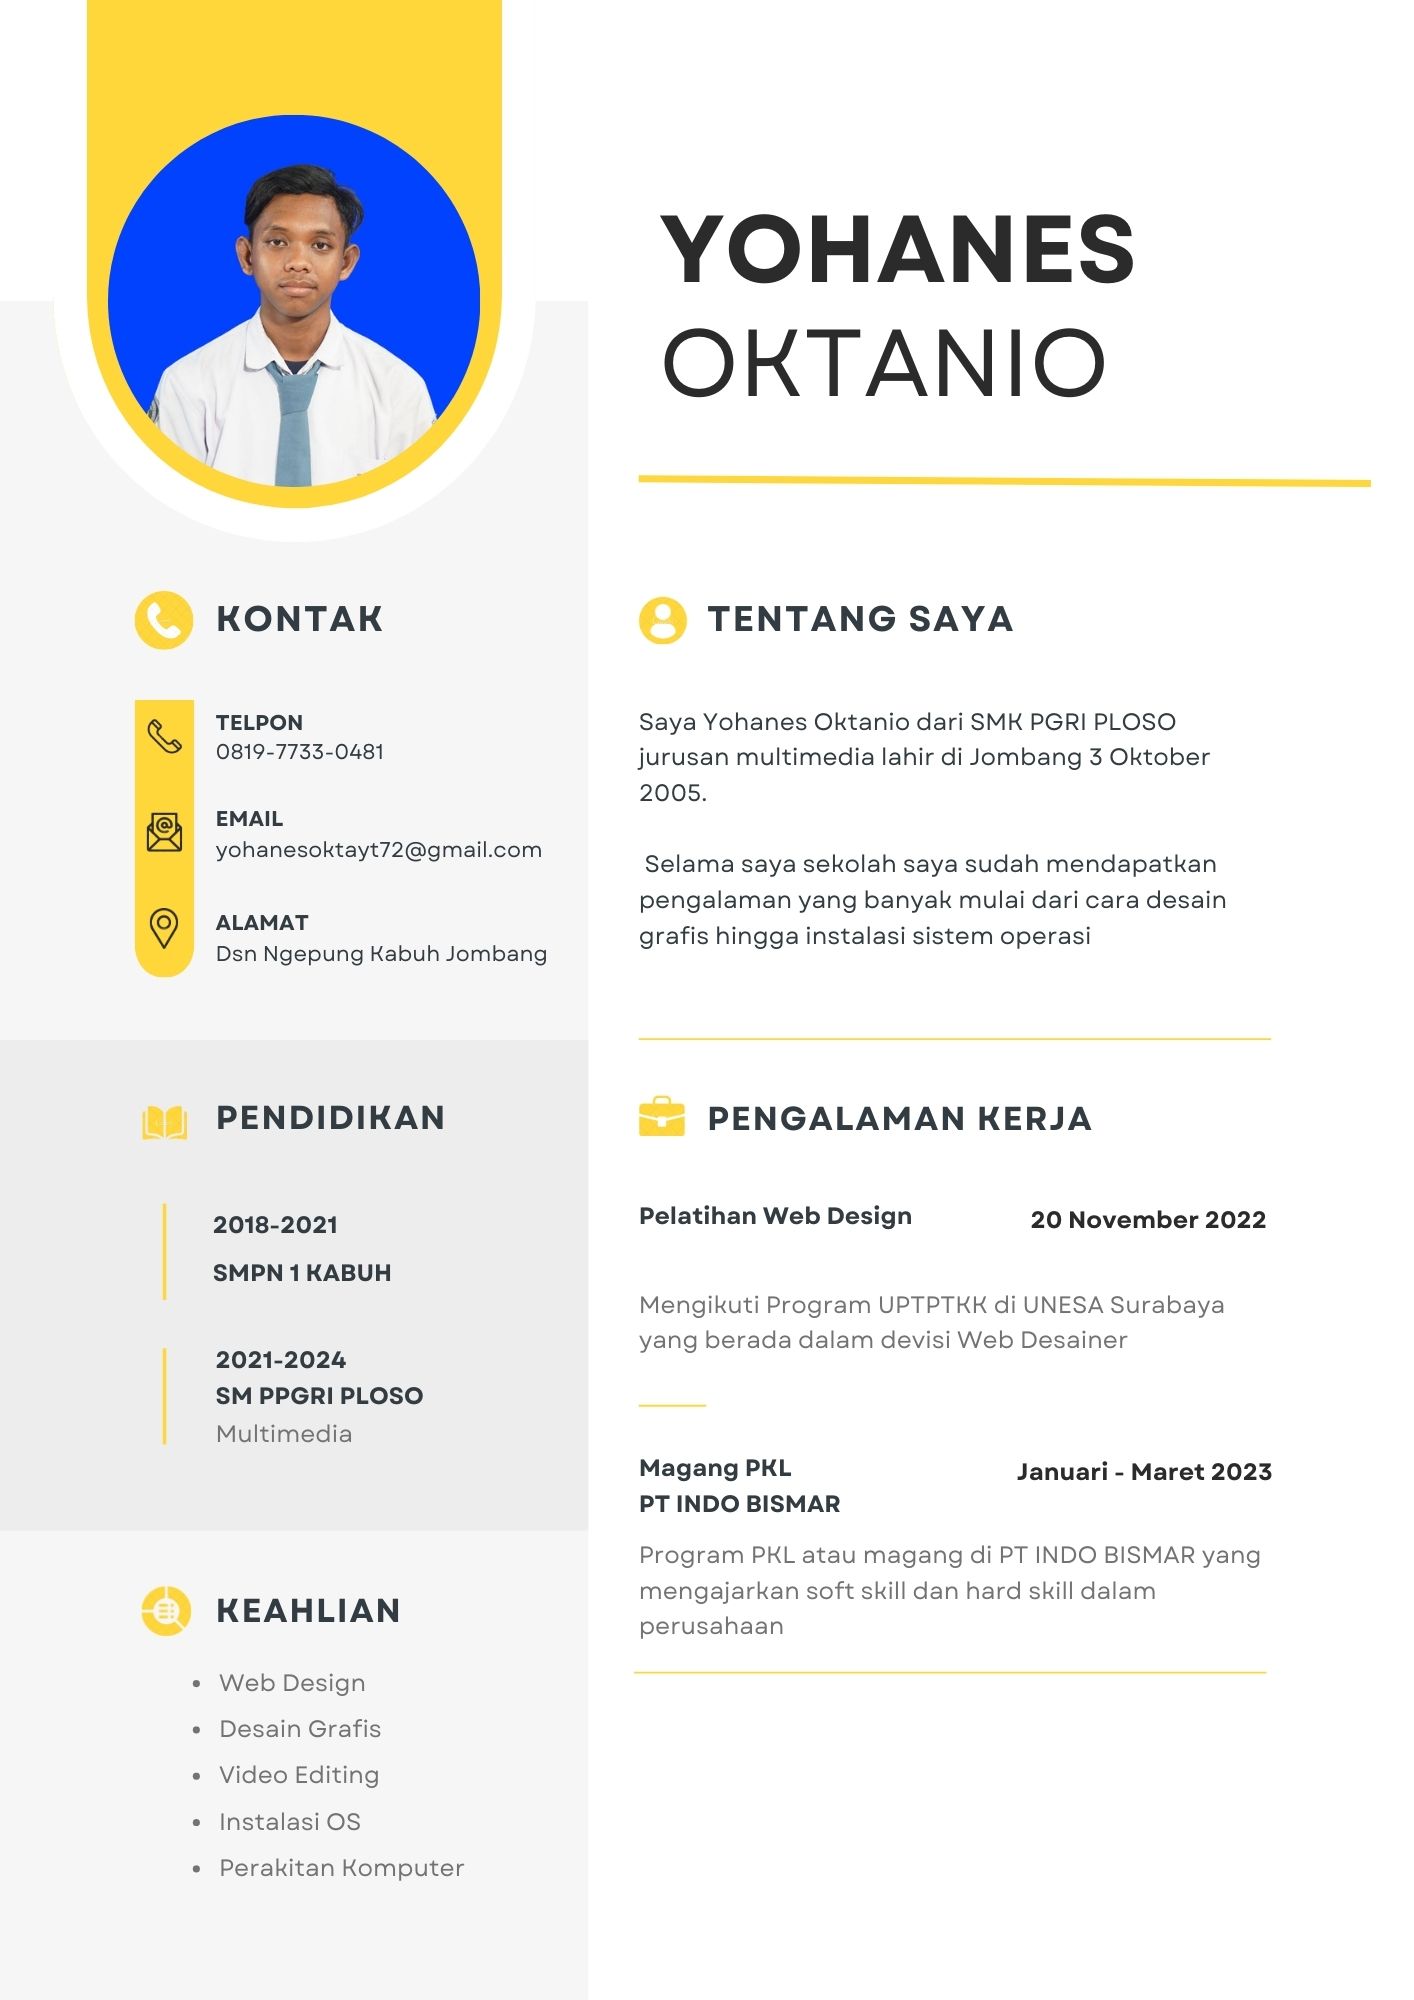 YOHANES
OKTANIO
KONTAK
TELPON
0819-7733-0481
EMAIL
yohanesoktayt72@gmail.com
ALAMAT
Dsn Ngepung Kabuh Jombang
PENDIDIKAN
2018-2021
SMPN 1 KABUH
2021-2024
SM PPGRI PLOSO
Multimedia
KEAHLIAN
• Web Design
• Desain Grafis
• Video Editing
• Instalasi OS
• Perakitan Komputer
TENTANG SAYA
Saya Yohanes Oktanio dari SMK PGRI PLOSO
jurusan multimedia lahir di Jombang 3 Oktober
2005.
Selama saya sekolah saya sudah mendapatkan
pengalaman yang banyak mulai dari cara desain
grafis hingga instalasi sistem operasi
PENGALAMAN KERJA
Pelatihan Web Design 20 November 2022
Mengikuti Program UPTPTKK di UNESA Surabaya
yang berada dalam devisi Web Desainer
Magang PKL Januari - Maret 2023
PT INDO BISMAR
Program PKL atau magang di PT INDO BISMAR yang
mengajarkan soft skill dan hard skill dalam
perusahaan